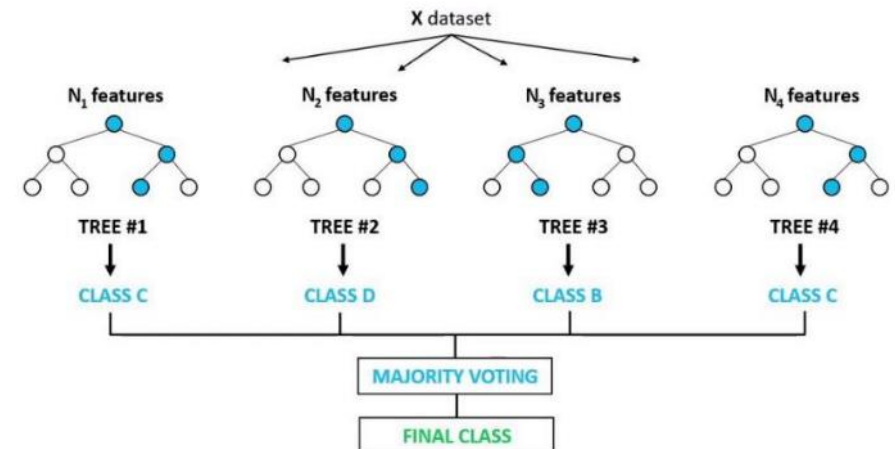 X dataset
N₁ features N₂ features N₃ features N₄ features
TREE #1 TREE #2 TREE #3 TREE #4
CLASS C CLASS D CLASS B CLASS C
MAJORITY VOTING
FINAL CLASS